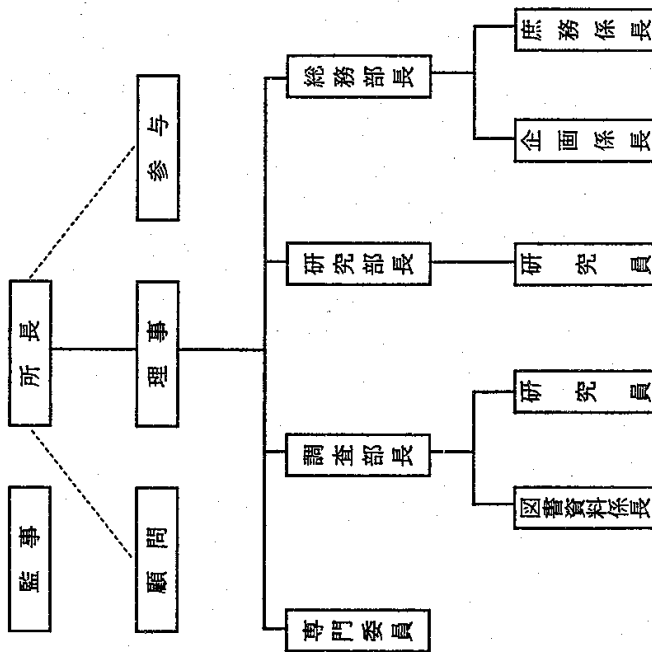 監事
所長
顧問
理事
参与
専門委員
調査部長
研究部長
総務部長
図書資料係長
研究員
研究員
企画係長
庶務係長